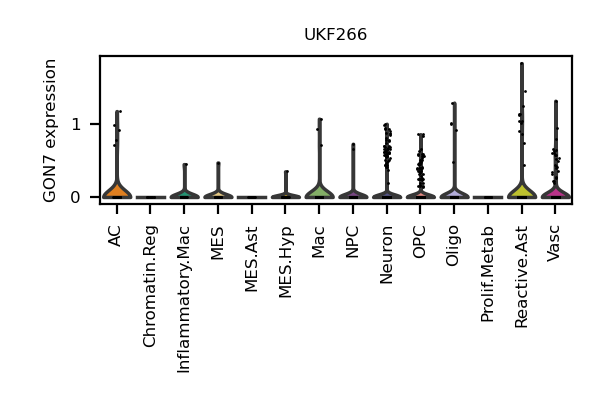 UKF266
GON7 expression
1
0
AC
Chromatin.Reg
Inflammatory.Mac
MES
MES.Ast
MES.Hyp
Mac
NPC
Neuron
OPC
Oligo
Prolif.Metab
Reactive.Ast
Vasc